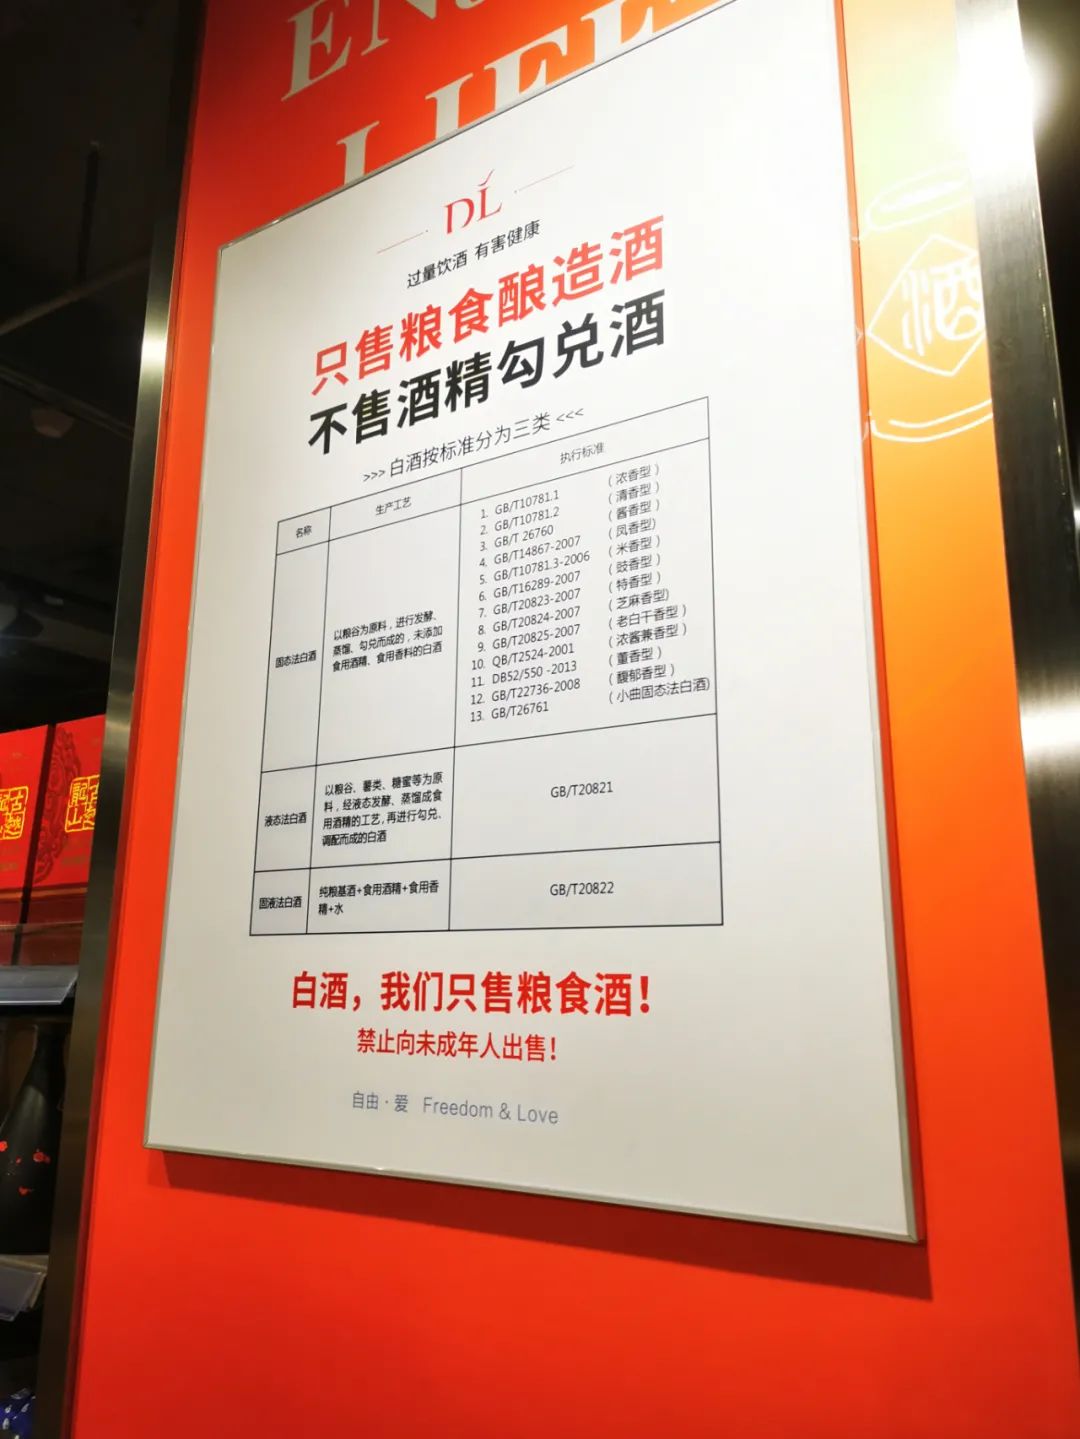 DL
过量饮酒 有害健康
只售粮食酿造酒
不售酒精勾兑酒
>>> 白酒按标准分为三类 <<<
名称 生产工艺 执行标准
固态法白酒
以粮谷为原料，进行发酵、
蒸馏、勾兑而成的，未添加
食用酒精、食用香料的白酒
1. GB/T10781.1 （浓香型）
2. GB/T10781.2 （清香型）
3. GB/T 26760 （酱香型）
4. GB/T14867-2007 （凤香型）
5. GB/T10781.3-2006 （米香型）
6. GB/T16289-2007 （豉香型）
7. GB/T20823-2007 （特香型）
8. GB/T20824-2007 （芝麻香型）
9. GB/T20825-2007 （老白干香型）
10. QB/T2524-2001 （浓酱兼香型）
11. DB52/550 -2013 （董香型）
12. GB/T22736-2008 （馥郁香型）
13. GB/T26761 （小曲固态法白酒）
液态法白酒
以粮谷、薯类、糖蜜等为原
料，经液态发酵、蒸馏成食
用酒精的工艺，再进行勾兑、
调配而成的白酒
GB/T20821
固液法白酒
纯粮基酒+食用酒精+食用香
精+水
GB/T20822
白酒，我们只售粮食酒！
禁止向未成年人出售！
自由·爱 Freedom & Love
酒
古越
龍山